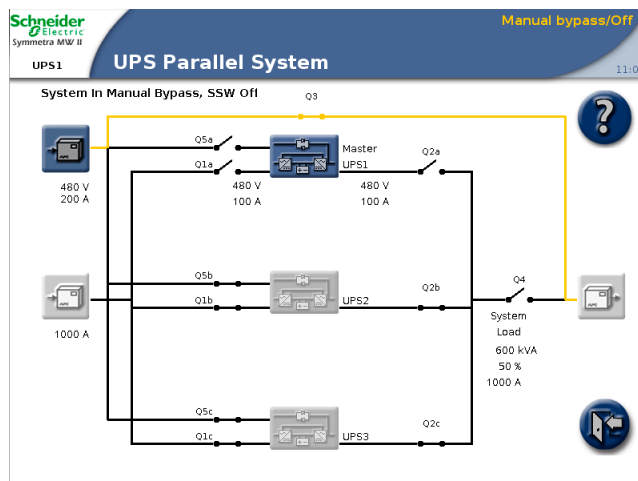 Schneider
Electric
Symmetra MW II
UPS1
UPS Parallel System
Manual bypass/Off
11:0
System In Manual Bypass, SSW Off
Q3
480 V
200 A
Q5a
Q1a
480 V
100 A
Master
UPS1
480 V
100 A
Q2a
1000 A
Q5b
Q1b
UPS2
Q2b
Q4
System
Load
600 kVA
50 %
1000 A
Q5c
Q1c
UPS3
Q2c